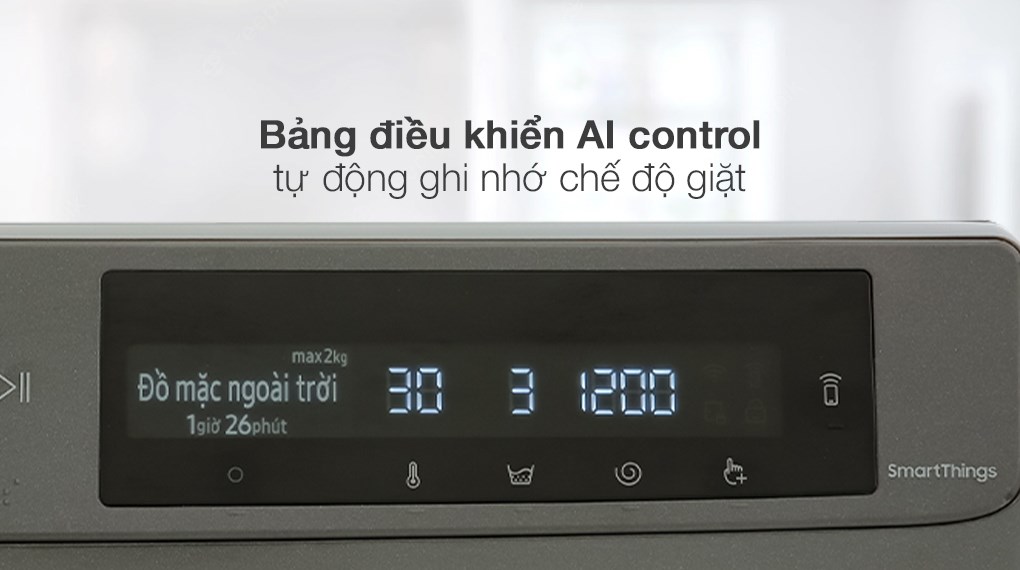 Bảng điều khiển AI control
tự động ghi nhớ chế độ giặt
max2kg
Đồ mặc ngoài trời
1giờ 26phút
30 3 1200
SmartThings